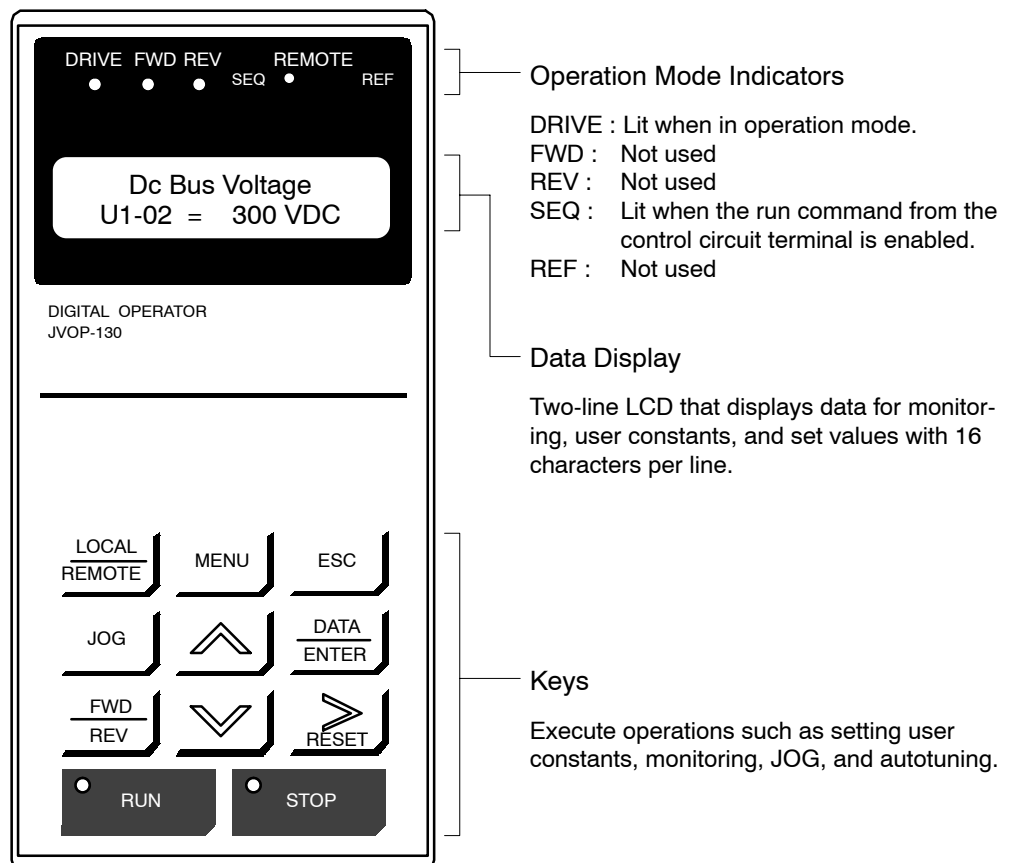 DRIVE FWD REV REMOTE
SEQ REF
Dc Bus Voltage
U1-02 = 300 VDC
DIGITAL OPERATOR
JVOP-130
LOCAL
REMOTE
MENU
ESC
JOG
DATA
ENTER
FWD
REV
RESET
RUN
STOP
Operation Mode Indicators
DRIVE : Lit when in operation mode.
FWD : Not used
REV : Not used
SEQ : Lit when the run command from the
control circuit terminal is enabled.
REF : Not used
Data Display
Two-line LCD that displays data for monitor-
ing, user constants, and set values with 16
characters per line.
Keys
Execute operations such as setting user
constants, monitoring, JOG, and autotuning.